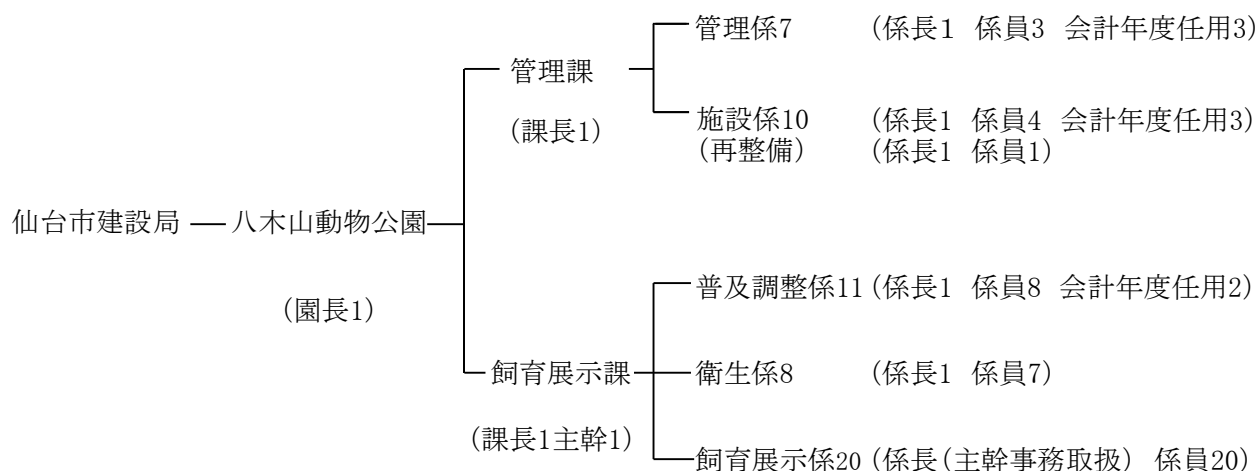 管理係7 (係長1 係員3 会計年度任用3)
管理課
(課長1)
施設係10 (係長1 係員4 会計年度任用3)
(再整備) (係長1 係員1)
仙台市建設局 八木山動物公園
(園長1)
普及調整係11 (係長1 係員8 会計年度任用2)
飼育展示課
(課長1主幹1)
衛生係8 (係長1 係員7)
飼育展示係20 (係長(主幹事務取扱) 係員20)